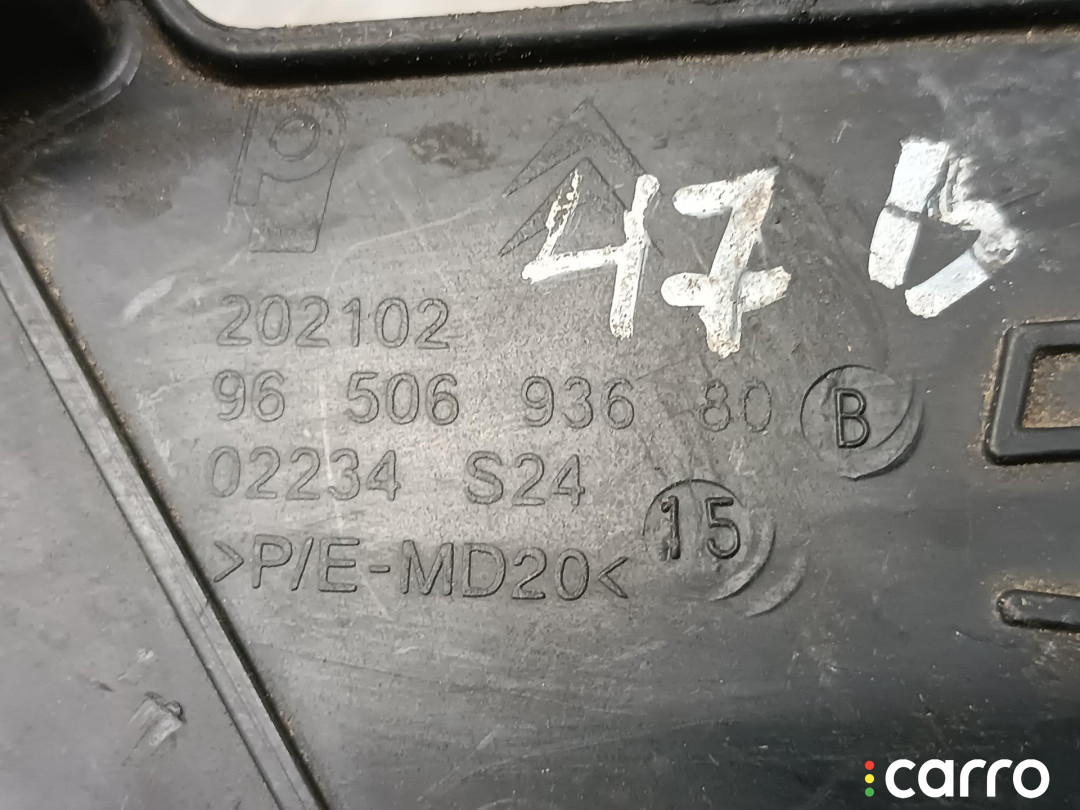 47 B
202102
96 506 936 80 B
02234 S24
15
>P/E-MD20<
carro